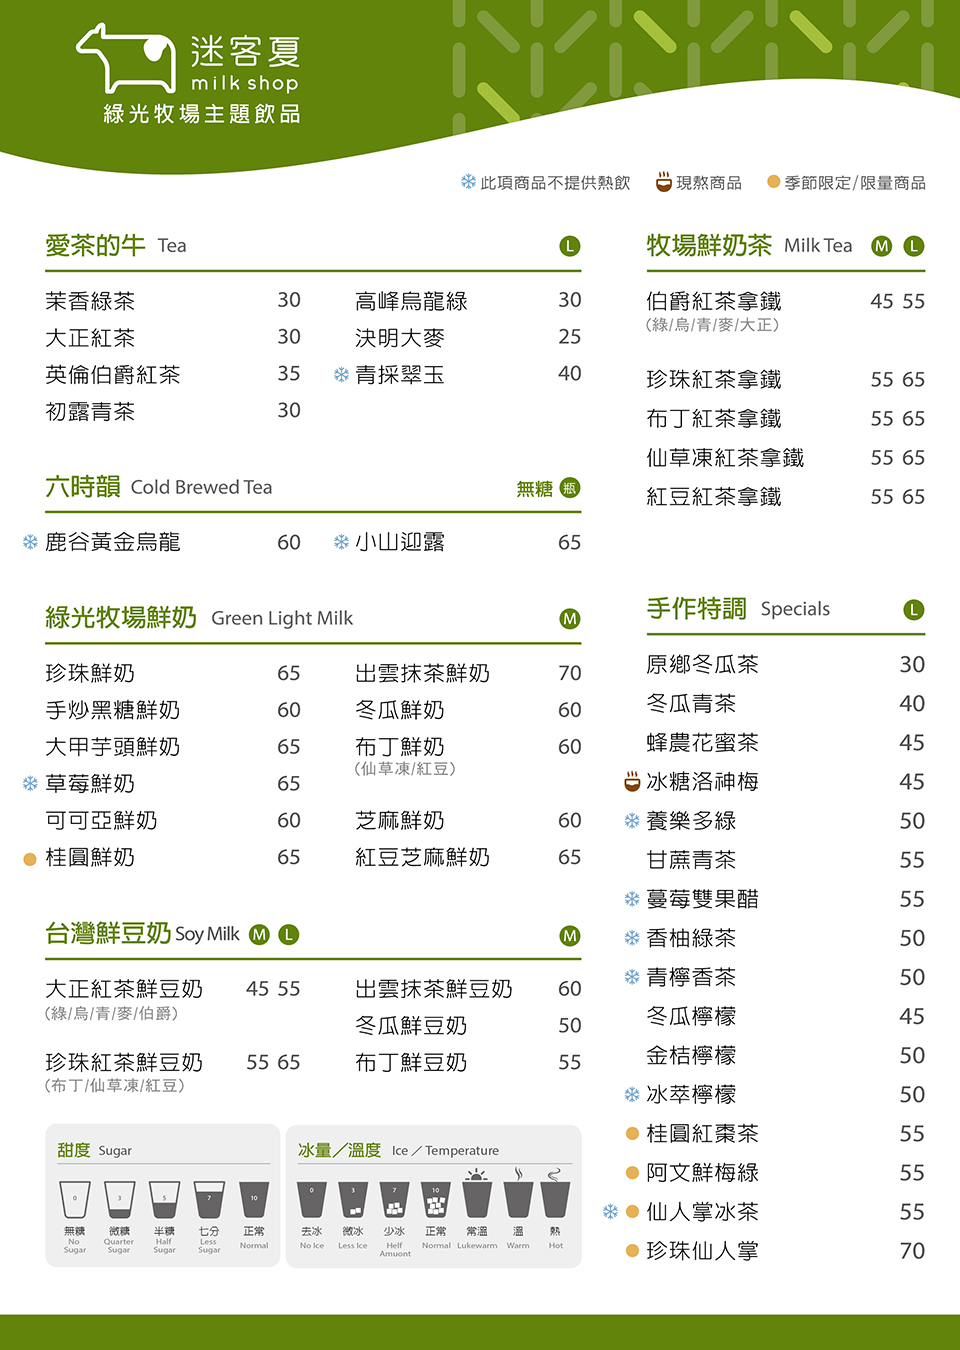 迷客夏
milk shop
綠光牧場主題飲品
此項商品不提供熱飲 現熬商品 季節限定/限量商品
愛茶的牛 Tea L
茉香綠茶 30 高峰烏龍綠 30
大正紅茶 30 決明大麥 25
英倫伯爵紅茶 35 青採翠玉 40
初露青茶 30
六時韻 Cold Brewed Tea 無糖 瓶
鹿谷黃金烏龍 60 小山迎露 65
綠光牧場鮮奶 Green Light Milk M
珍珠鮮奶 65 出雲抹茶鮮奶 70
手炒黑糖鮮奶 60 冬瓜鮮奶 60
大甲芋頭鮮奶 65 布丁鮮奶 60
(仙草凍/紅豆)
草莓鮮奶 65
可可亞鮮奶 60 芝麻鮮奶 60
桂圓鮮奶 65 紅豆芝麻鮮奶 65
台灣鮮豆奶 Soy Milk M L M
大正紅茶鮮豆奶 45 55 出雲抹茶鮮豆奶 60
(綠/烏/青/麥/伯爵)
冬瓜鮮豆奶 50
珍珠紅茶鮮豆奶 55 65 布丁鮮豆奶 55
(布丁/仙草凍/紅豆)
牧場鮮奶茶 Milk Tea M L
伯爵紅茶拿鐵 45 55
(綠/烏/青/麥/大正)
珍珠紅茶拿鐵 55 65
布丁紅茶拿鐵 55 65
仙草凍紅茶拿鐵 55 65
紅豆紅茶拿鐵 55 65
手作特調 Specials L
原鄉冬瓜茶 30
冬瓜青茶 40
蜂農花蜜茶 45
冰糖洛神梅 45
養樂多綠 50
甘蔗青茶 55
蔓莓雙果醋 55
香柚綠茶 50
青檸香茶 50
冬瓜檸檬 45
金桔檸檬 50
冰萃檸檬 50
桂圓紅棗茶 55
阿文鮮梅綠 55
仙人掌冰茶 55
珍珠仙人掌 70
甜度 Sugar
0 3 5 7 10
無糖 微糖 半糖 七分 正常
No Sugar Quarter Sugar Half Sugar Less Sugar Normal
冰量／溫度 Ice／Temperature
0 3 7 10
去冰 微冰 少冰 正常 常溫 溫 熱
No Ice Less Ice Helf Amuont Normal Lukewarm Warm Hot